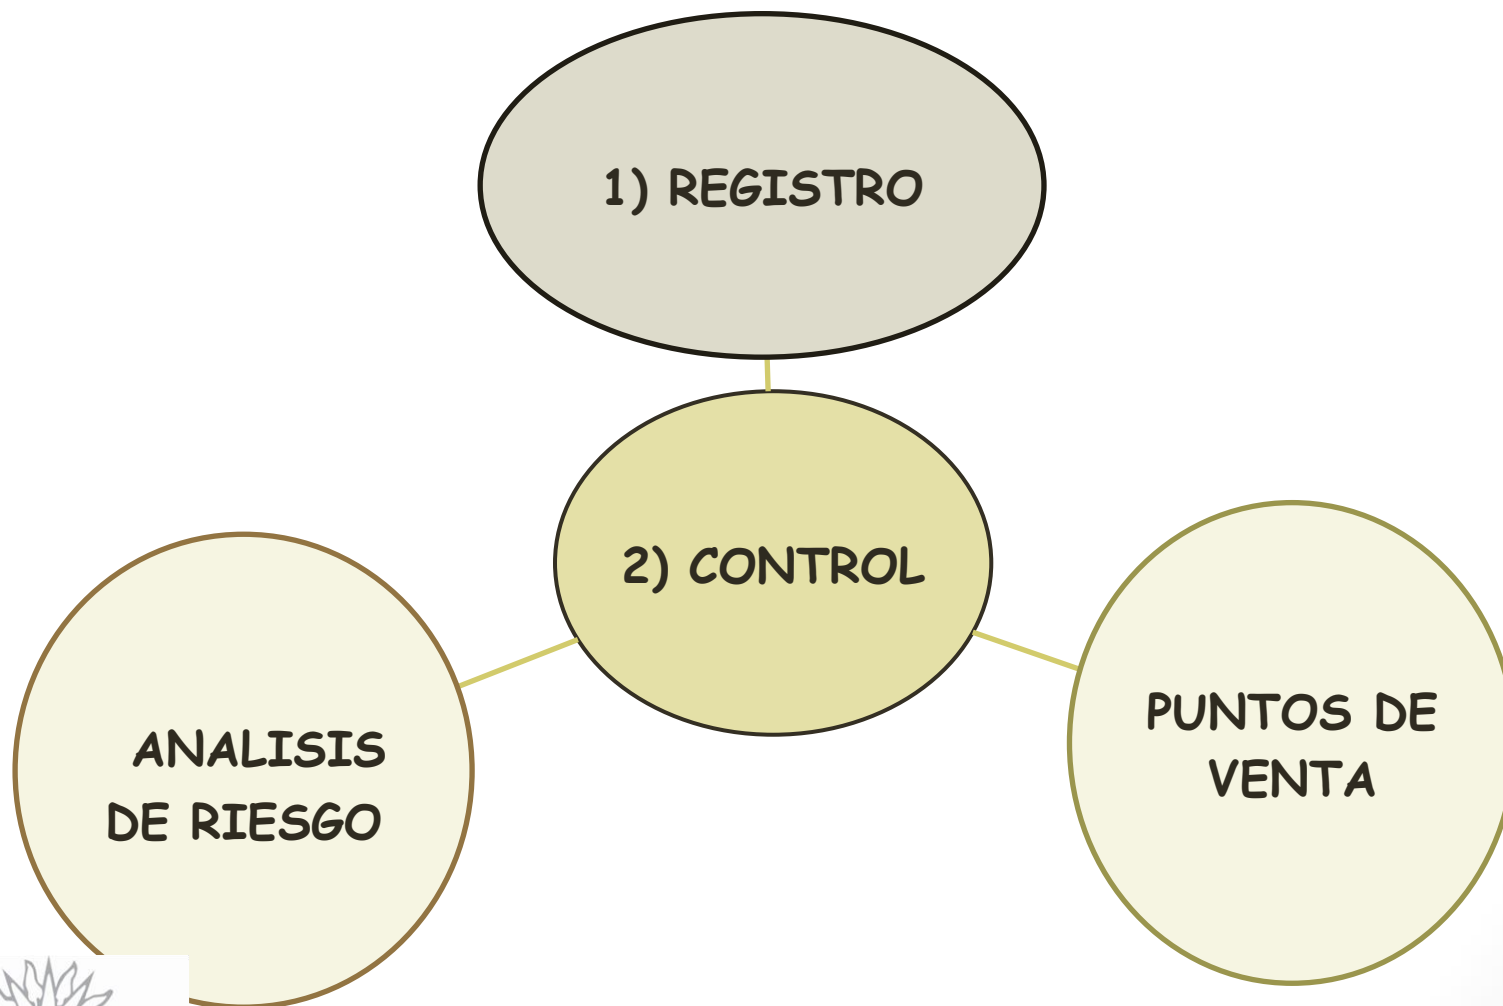 1) REGISTRO
2) CONTROL
ANALISIS
DE RIESGO
PUNTOS DE
VENTA